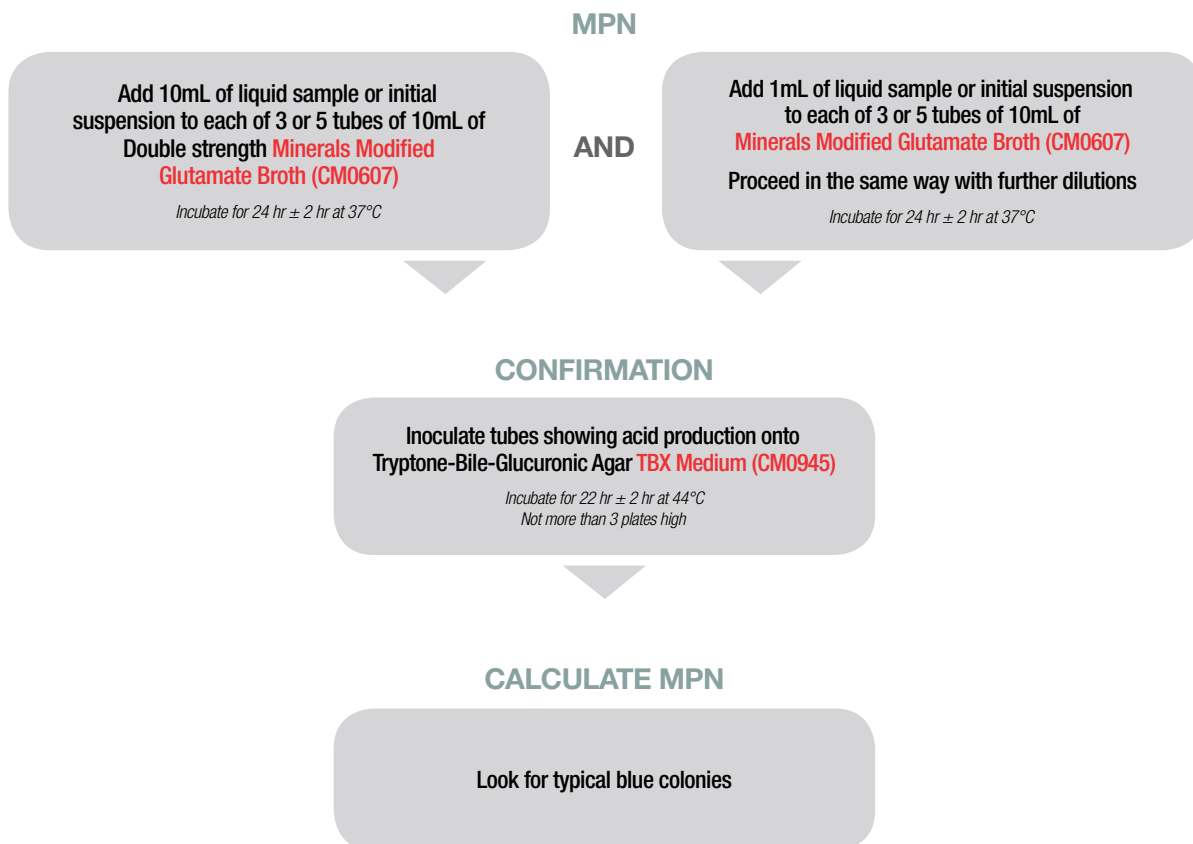 MPN
Add 10mL of liquid sample or initial
suspension to each of 3 or 5 tubes of 10mL of
Double strength Minerals Modified
Glutamate Broth (CM0607)
Incubate for 24 hr ± 2 hr at 37°C
AND
Add 1mL of liquid sample or initial suspension
to each of 3 or 5 tubes of 10mL of
Minerals Modified Glutamate Broth (CM0607)
Proceed in the same way with further dilutions
Incubate for 24 hr ± 2 hr at 37°C
CONFIRMATION
Inoculate tubes showing acid production onto
Tryptone-Bile-Glucuronic Agar TBX Medium (CM0945)
Incubate for 22 hr ± 2 hr at 44°C
Not more than 3 plates high
CALCULATE MPN
Look for typical blue colonies